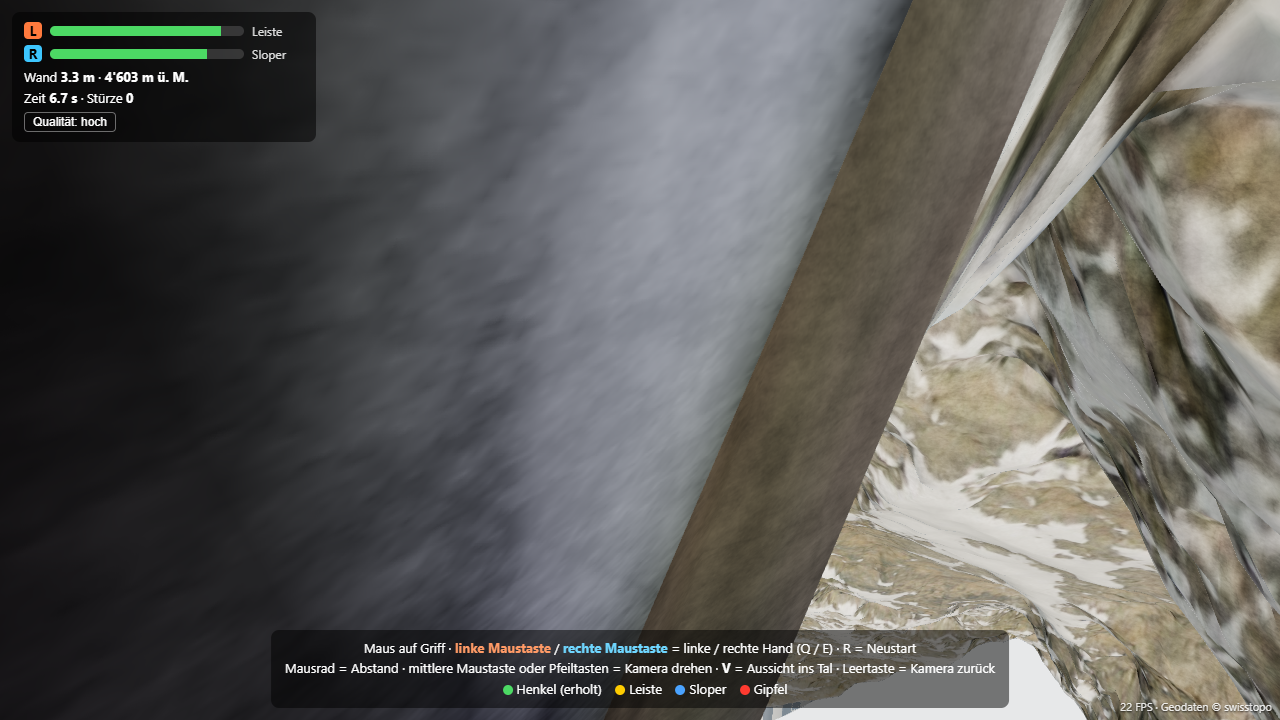 L Leiste
R Sloper
Wand 3.3 m · 4'603 m ü. M.
Zeit 6.7 s · Stürze 0
Qualität: hoch
Maus auf Griff · linke Maustaste / rechte Maustaste = linke / rechte Hand (Q / E) · R = Neustart
Mausrad = Abstand · mittlere Maustaste oder Pfeiltasten = Kamera drehen · V = Aussicht ins Tal · Leertaste = Kamera zurück
Henkel (erholt) Leiste Sloper Gipfel
22 FPS · Geodaten © swisstopo